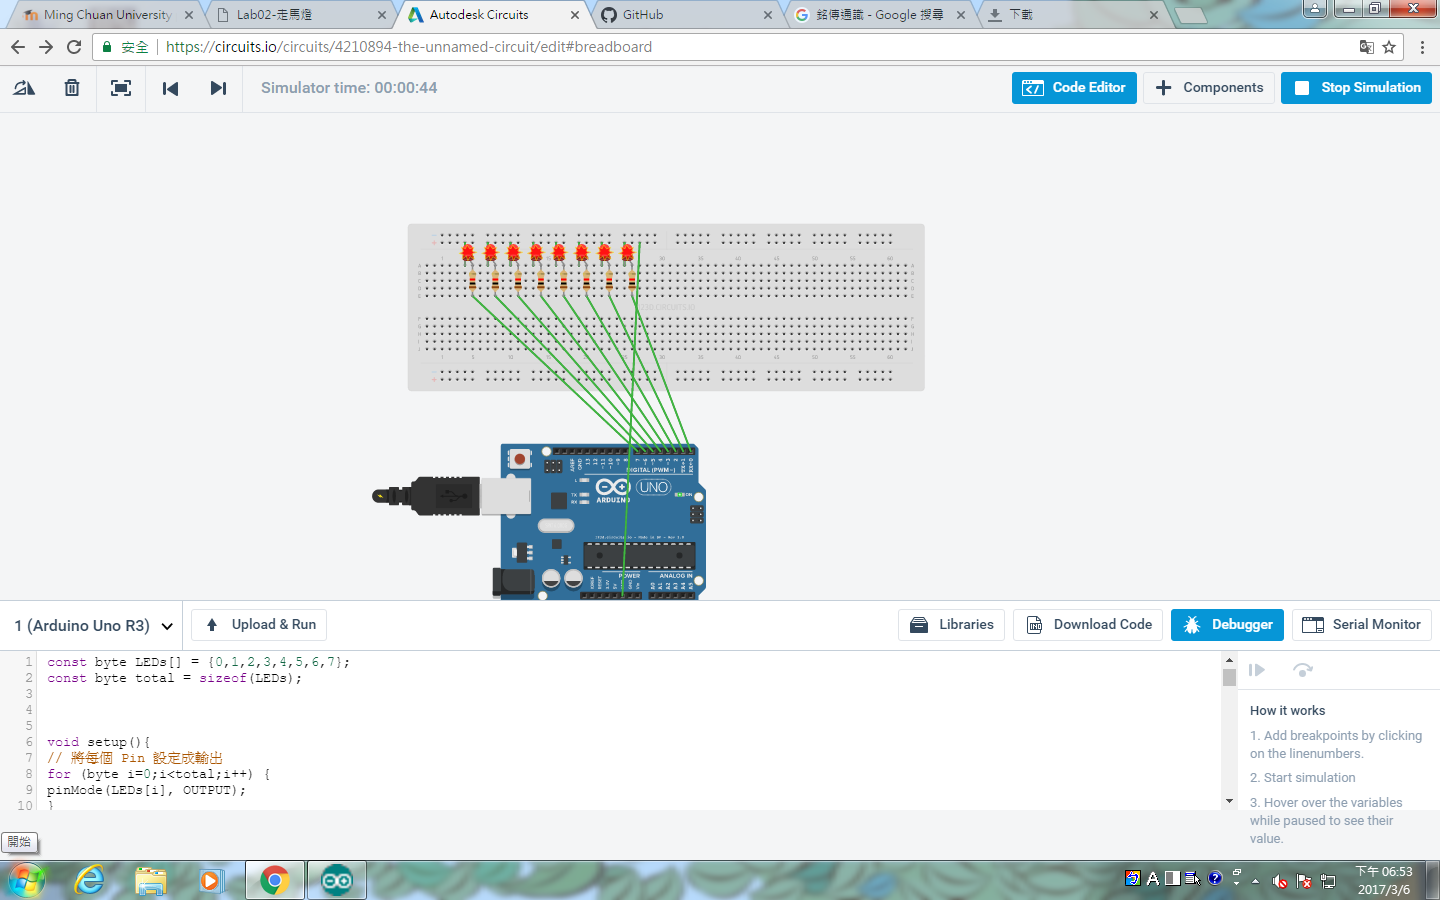 Ming Chuan University
Lab02-走馬燈
Autodesk Circuits
GitHub
銘傳通識 - Google 搜尋
下載
安全
https://circuits.io/circuits/4210894-the-unnamed-circuit/edit#breadboard
Simulator time: 00:00:44
Code Editor
Components
Stop Simulation
DIGITAL (PWM~)
UNO
ARDUINO
POWER
ANALOG IN
1 (Arduino Uno R3)
Upload & Run
Libraries
Download Code
Debugger
Serial Monitor
1 const byte LEDs[] = {0,1,2,3,4,5,6,7};
2 const byte total = sizeof(LEDs);
3
4
5
6 void setup(){
7 // 將每個 Pin 設定成輸出
8 for (byte i=0;i<total;i++) {
9 pinMode(LEDs[i], OUTPUT);
10 }
How it works
1. Add breakpoints by clicking
on the linenumbers.
2. Start simulation
3. Hover over the variables
while paused to see their
value.
開始
A
下午 06:53
2017/3/6